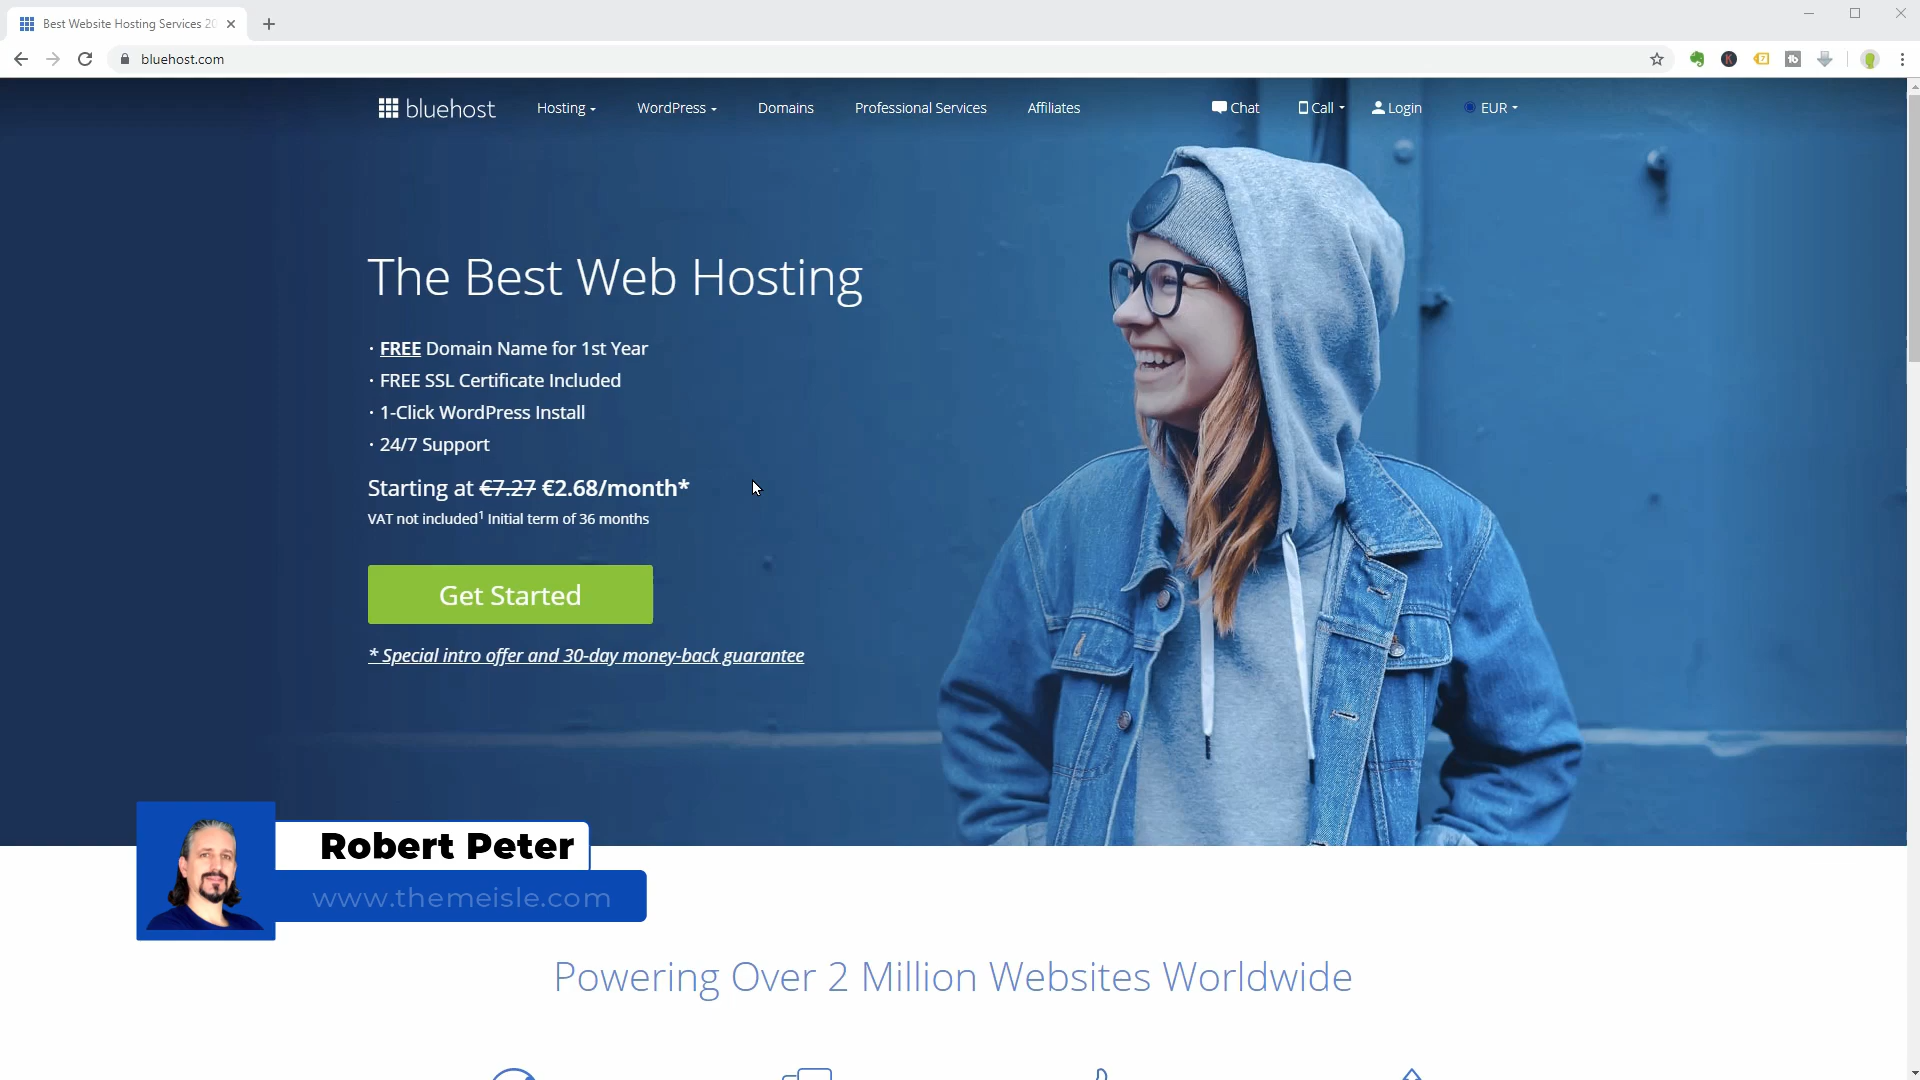 Best Website Hosting Services 20
bluehost.com
bluehost Hosting WordPress Domains Professional Services Affiliates Chat Call Login EUR
The Best Web Hosting
· FREE Domain Name for 1st Year
· FREE SSL Certificate Included
· 1-Click WordPress Install
· 24/7 Support
Starting at €7.27 €2.68/month*
VAT not included¹ Initial term of 36 months
Get Started
* Special intro offer and 30-day money-back guarantee
Robert Peter
www.themeisle.com
Powering Over 2 Million Websites Worldwide